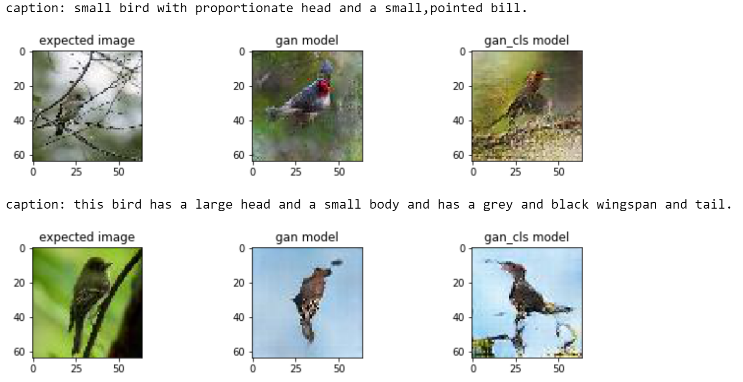 caption: small bird with proportionate head and a small,pointed bill.
expected image
gan model
gan_cls model
0
20
40
60
0 25 50
0
20
40
60
0 25 50
0
20
40
60
0 25 50
caption: this bird has a large head and a small body and has a grey and black wingspan and tail.
expected image
gan model
gan_cls model
0
20
40
60
0 25 50
0
20
40
60
0 25 50
0
20
40
60
0 25 50